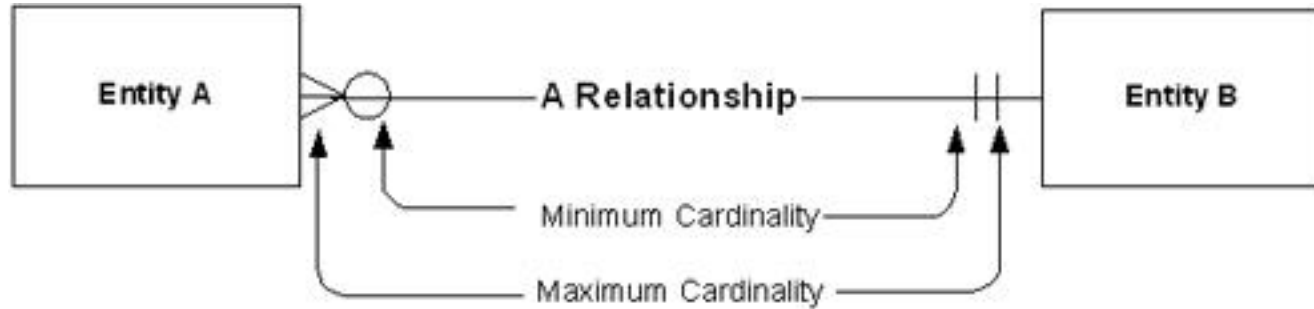 Entity A
A Relationship
Entity B
Minimum Cardinality
Maximum Cardinality